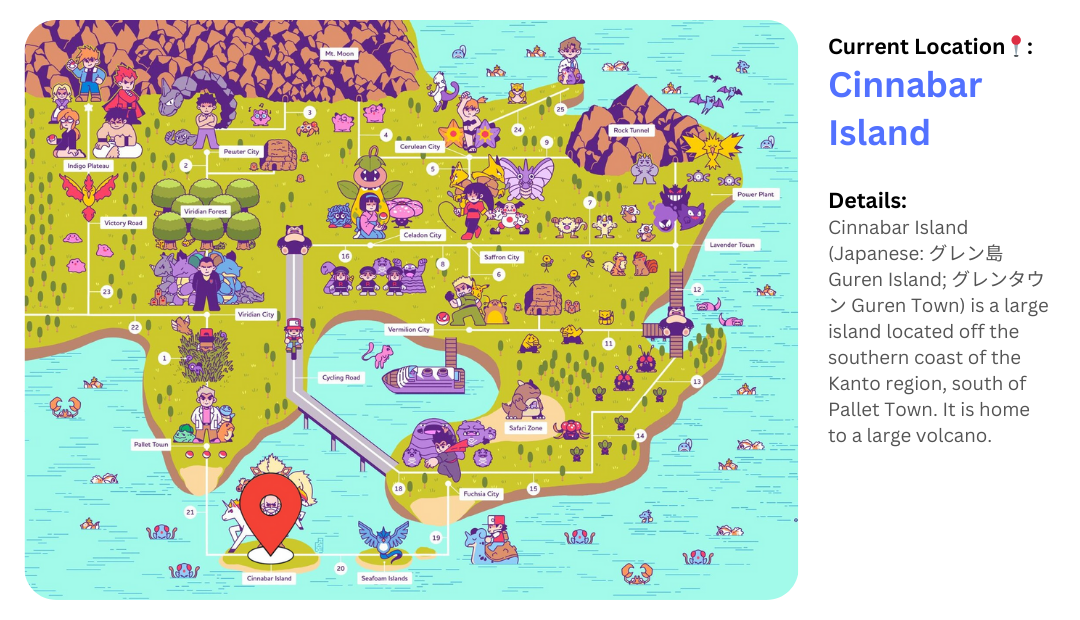 Mt. Moon
3
4
25
24
Cerulean City
Rock Tunnel
9
Pewter City
2
Indigo Plateau
5
Power Plant
7
Viridian Forest
Victory Road
Celadon City
Lavender Town
16
8
Saffron City
6
23
12
Viridian City
22
Vermilion City
11
1
Cycling Road
13
Safari Zone
14
Pallet Town
18
Fuchsia City
15
21
19
20
Cinnabar Island
Seafoam Islands
Current Location📍:
Cinnabar
Island
Details:
Cinnabar Island
(Japanese: グレン島
Guren Island; グレンタウ
ン Guren Town) is a large
island located off the
southern coast of the
Kanto region, south of
Pallet Town. It is home
to a large volcano.